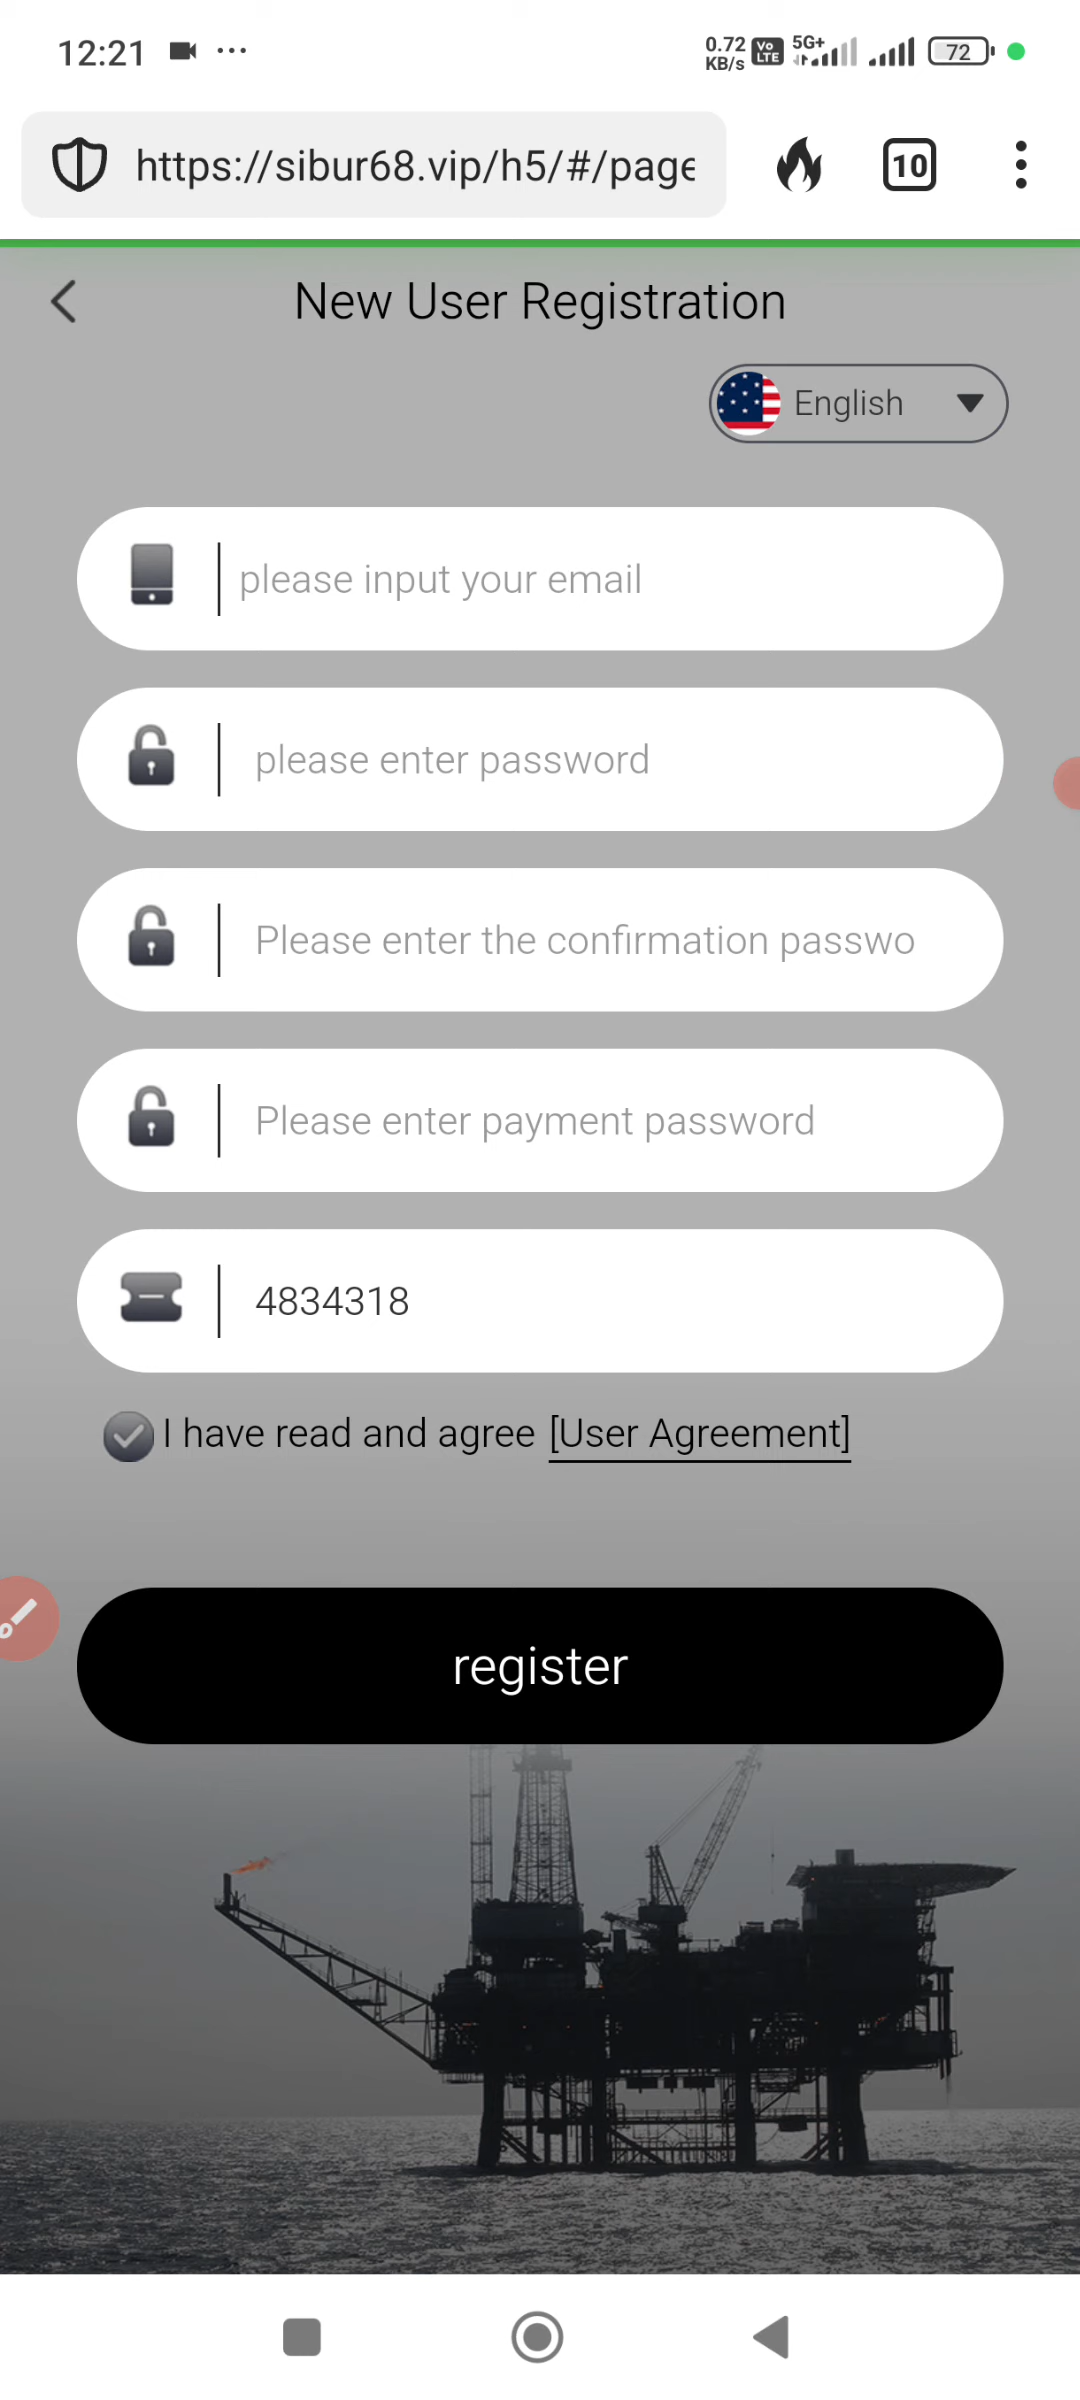 12:21 ... 0.72 KB/s Vo LTE 5G+ 72
https://sibur68.vip/h5/#/page
10
New User Registration
English
please input your email
please enter password
Please enter the confirmation passwo
Please enter payment password
4834318
I have read and agree [User Agreement]
register